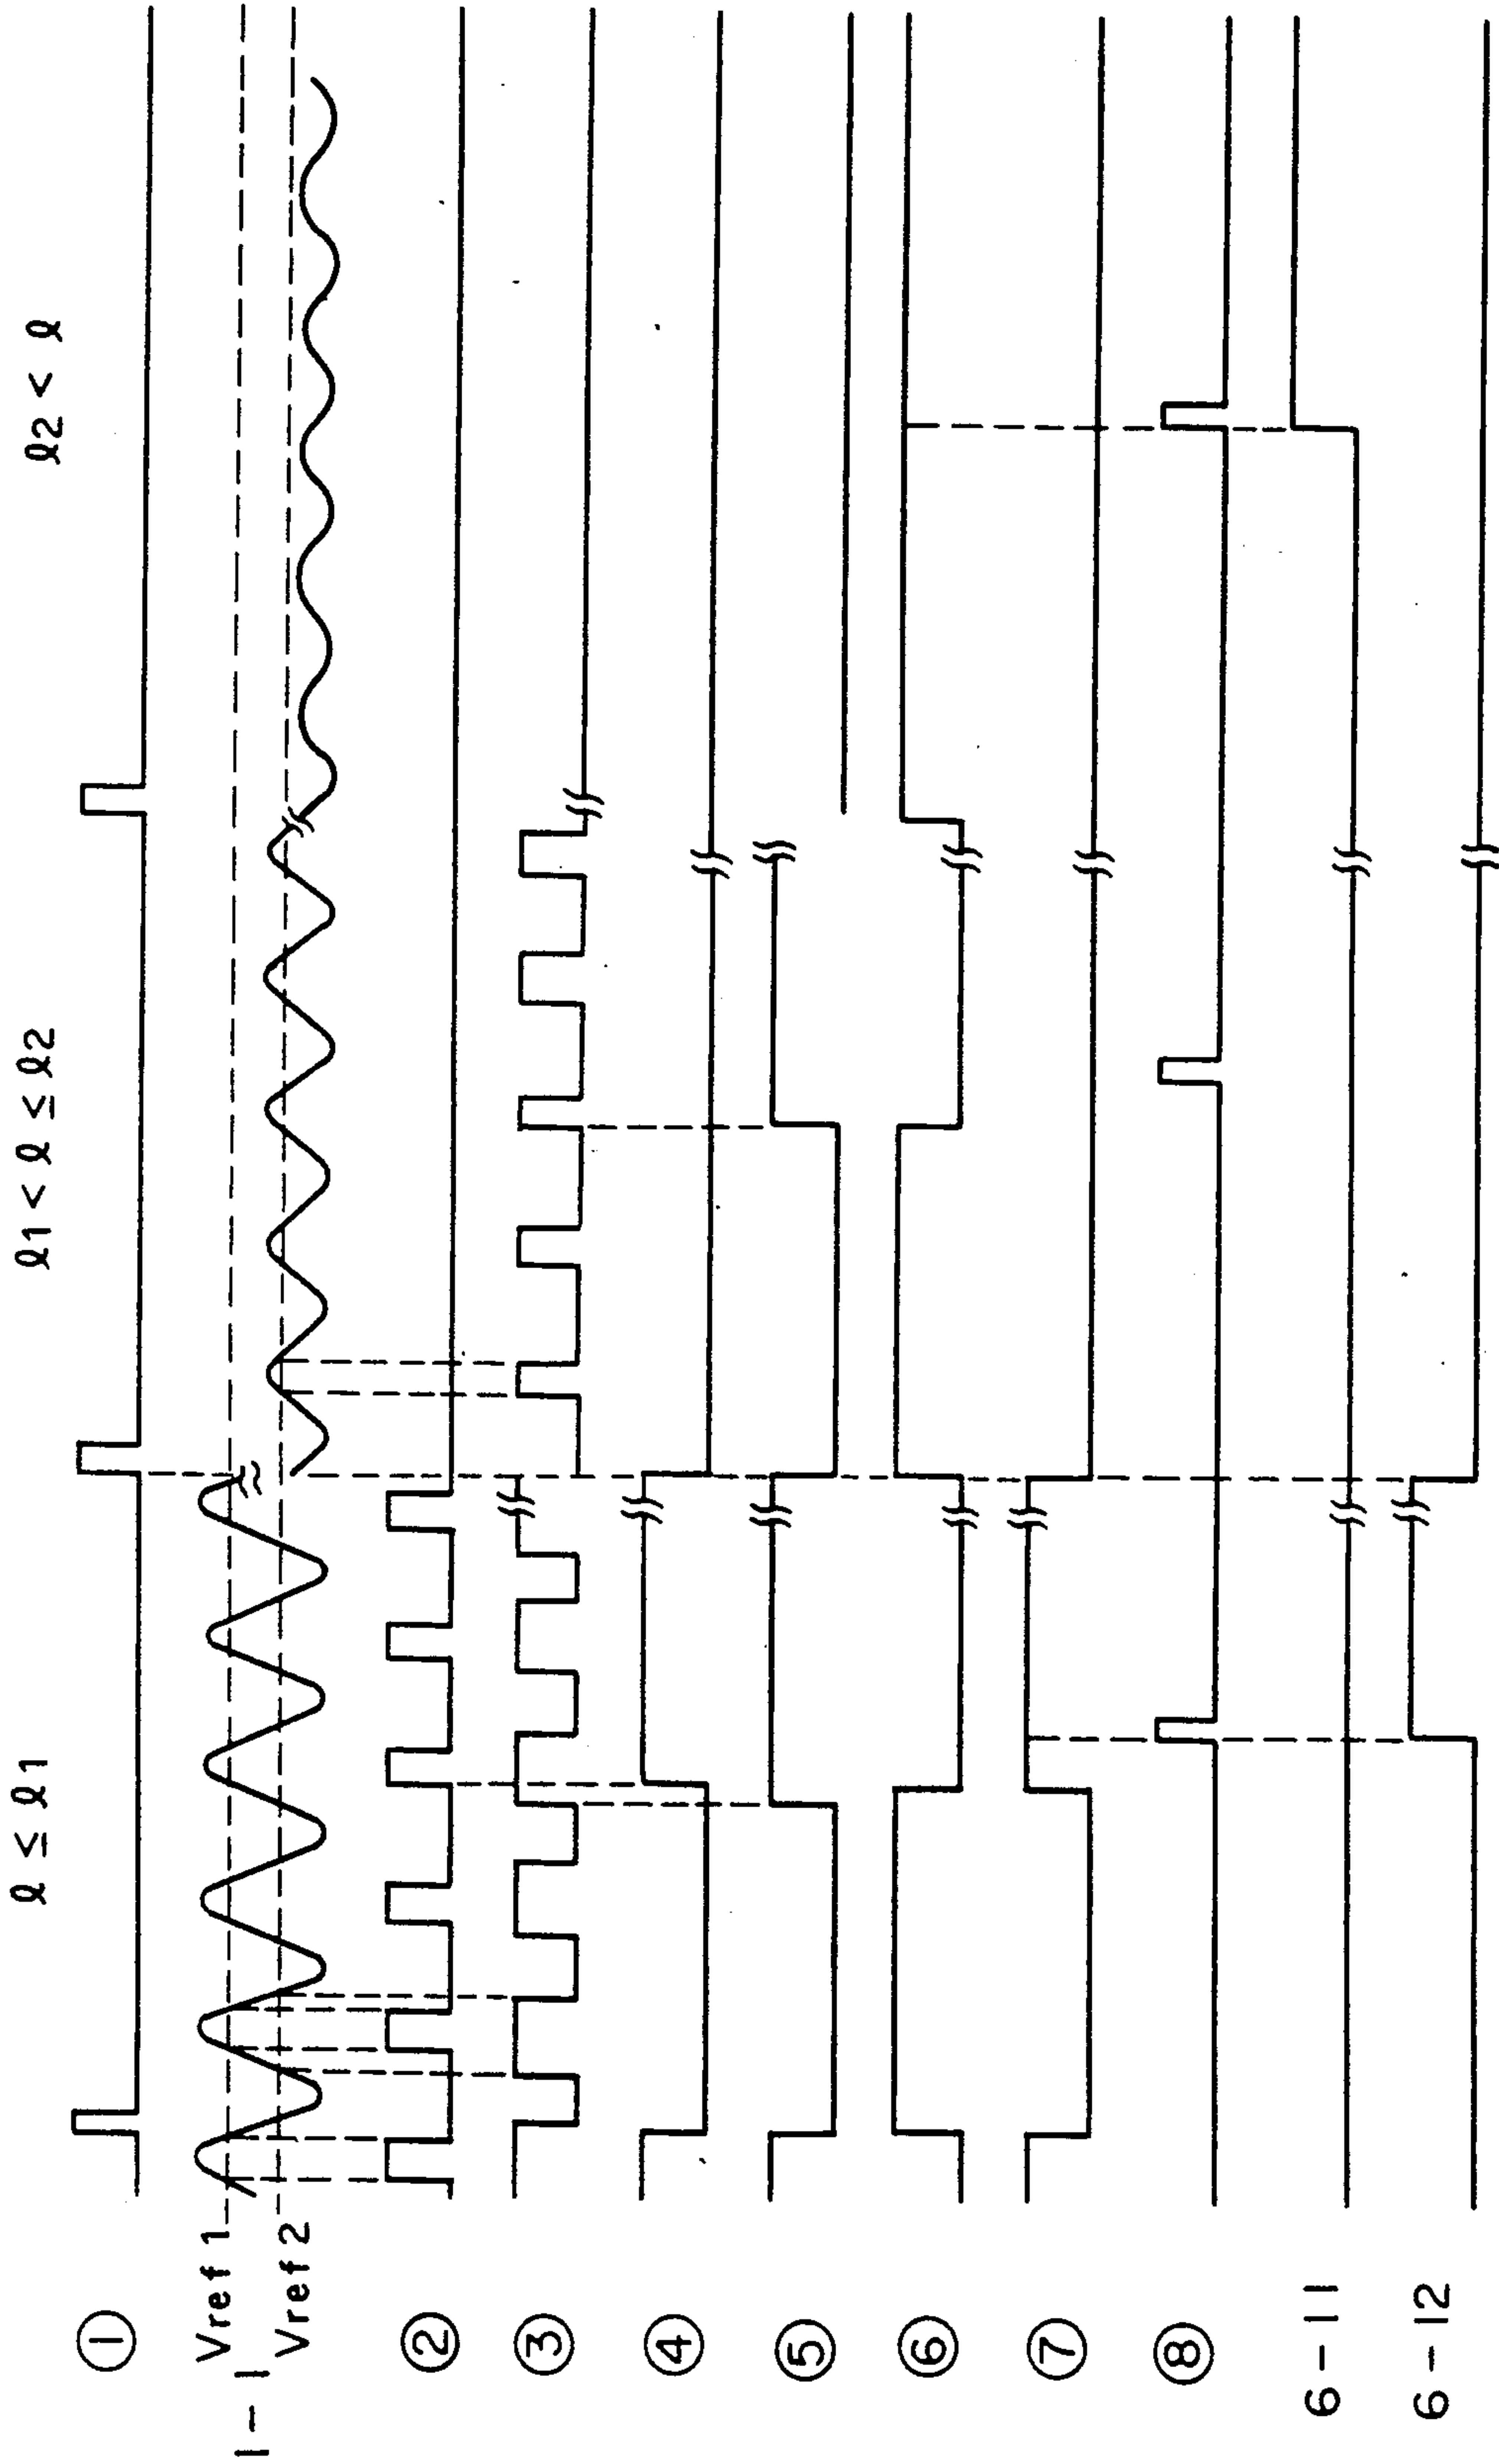 ℓ ≤ ℓ1
ℓ1 < ℓ ≤ ℓ2
ℓ2 < ℓ
①
Vref 1
1-1
Vref 2
②
③
④
⑤
⑥
⑦
⑧
6-11
6-12